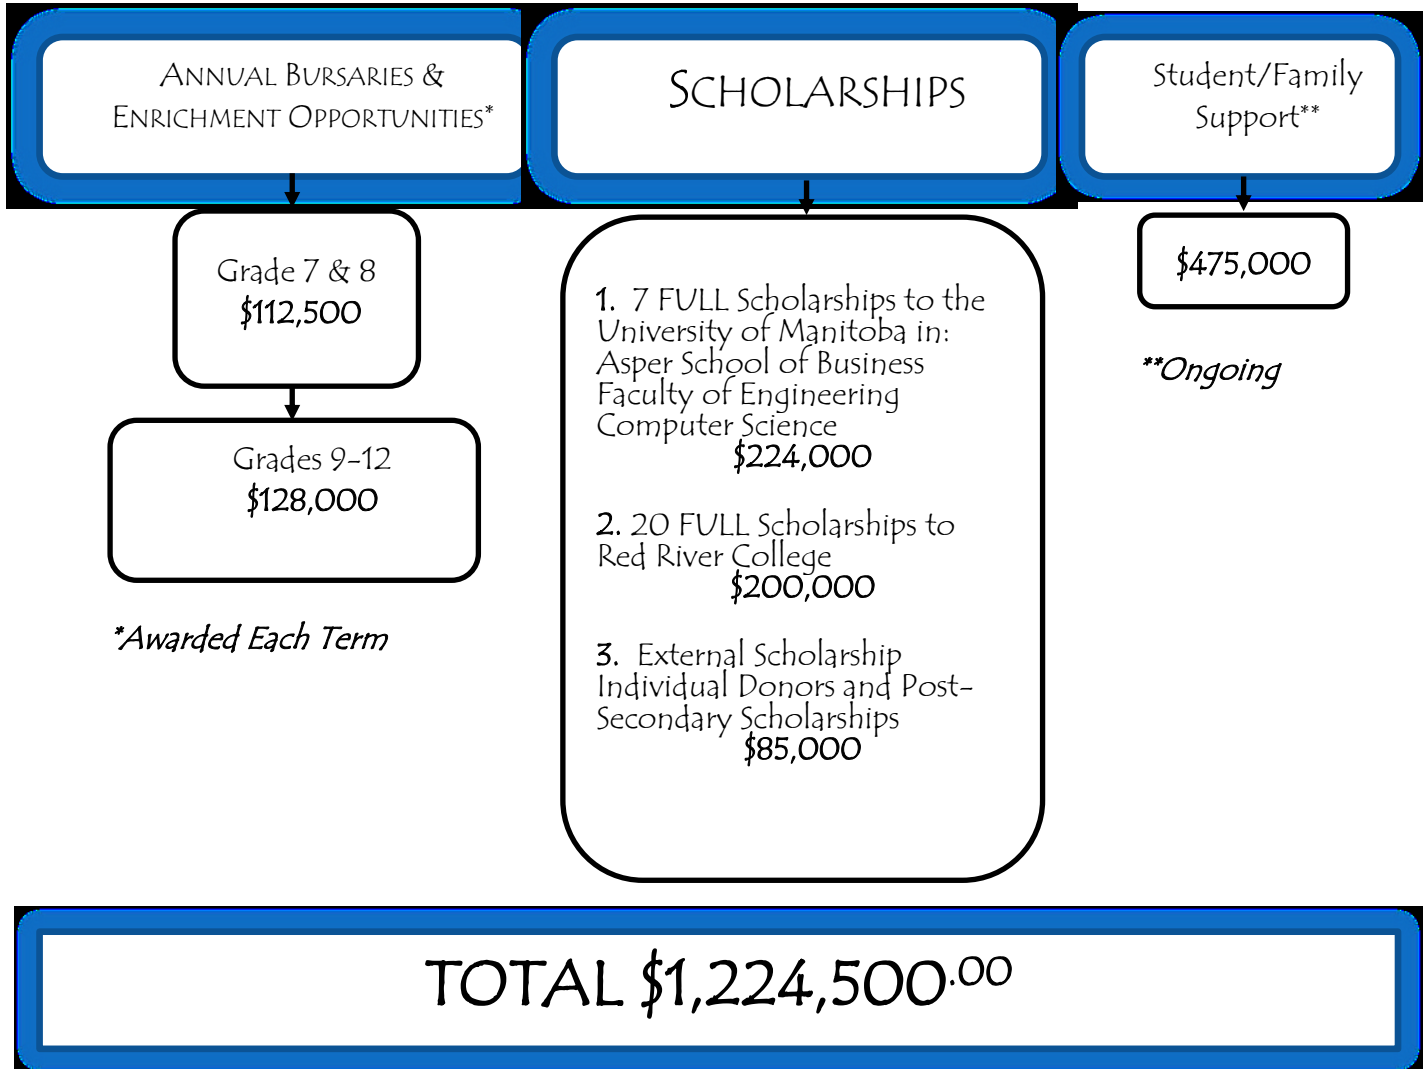 ANNUAL BURSARIES &
ENRICHMENT OPPORTUNITIES*
Grade 7 & 8
$112,500
Grades 9-12
$128,000
*Awarded Each Term
SCHOLARSHIPS
1. 7 FULL Scholarships to the
University of Manitoba in:
Asper School of Business
Faculty of Engineering
Computer Science
$224,000
2. 20 FULL Scholarships to
Red River College
$200,000
3. External Scholarship
Individual Donors and Post-
Secondary Scholarships
$85,000
Student/Family
Support**
$475,000
**Ongoing
TOTAL $1,224,500.00